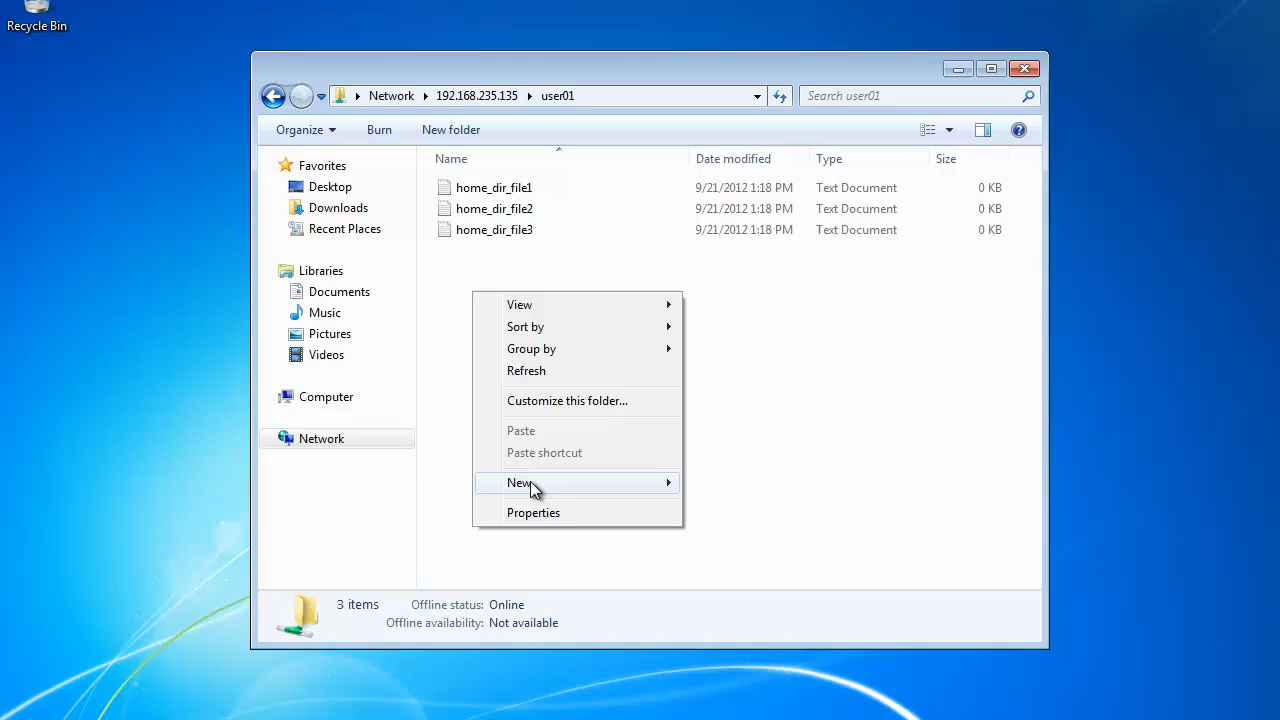 Recycle Bin
Network 192.168.235.135 user01
Search user01
Organize Burn New folder
Name Date modified Type Size
Favorites
Desktop
Downloads
Recent Places
Libraries
Documents
Music
Pictures
Videos
Computer
Network
home_dir_file1 9/21/2012 1:18 PM Text Document 0 KB
home_dir_file2 9/21/2012 1:18 PM Text Document 0 KB
home_dir_file3 9/21/2012 1:18 PM Text Document 0 KB
View
Sort by
Group by
Refresh
Customize this folder...
Paste
Paste shortcut
New
Properties
3 items Offline status: Online
Offline availability: Not available